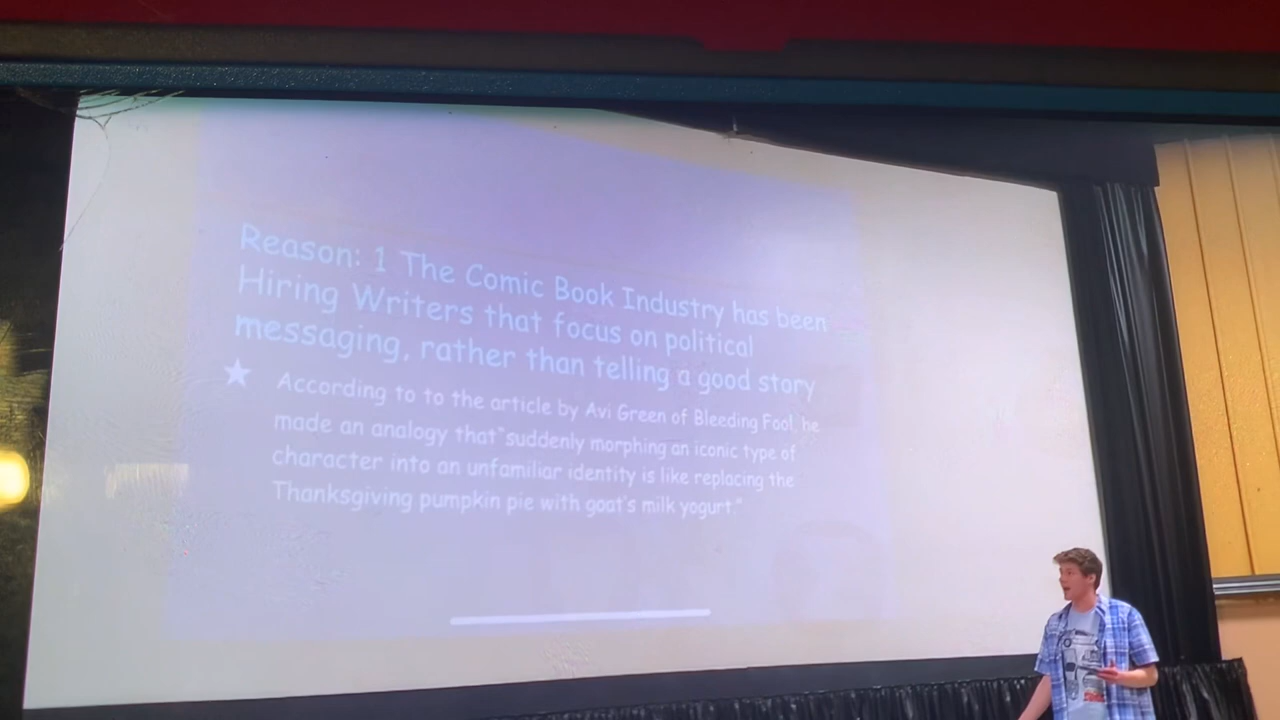 Reason: 1 The Comic Book Industry has been
Hiring Writers that focus on political
messaging, rather than telling a good story
According to to the article by Avi Green of Bleeding Fool, he
made an analogy that "suddenly morphing an iconic type of
character into an unfamiliar identity is like replacing the
Thanksgiving pumpkin pie with goat's milk yogurt."